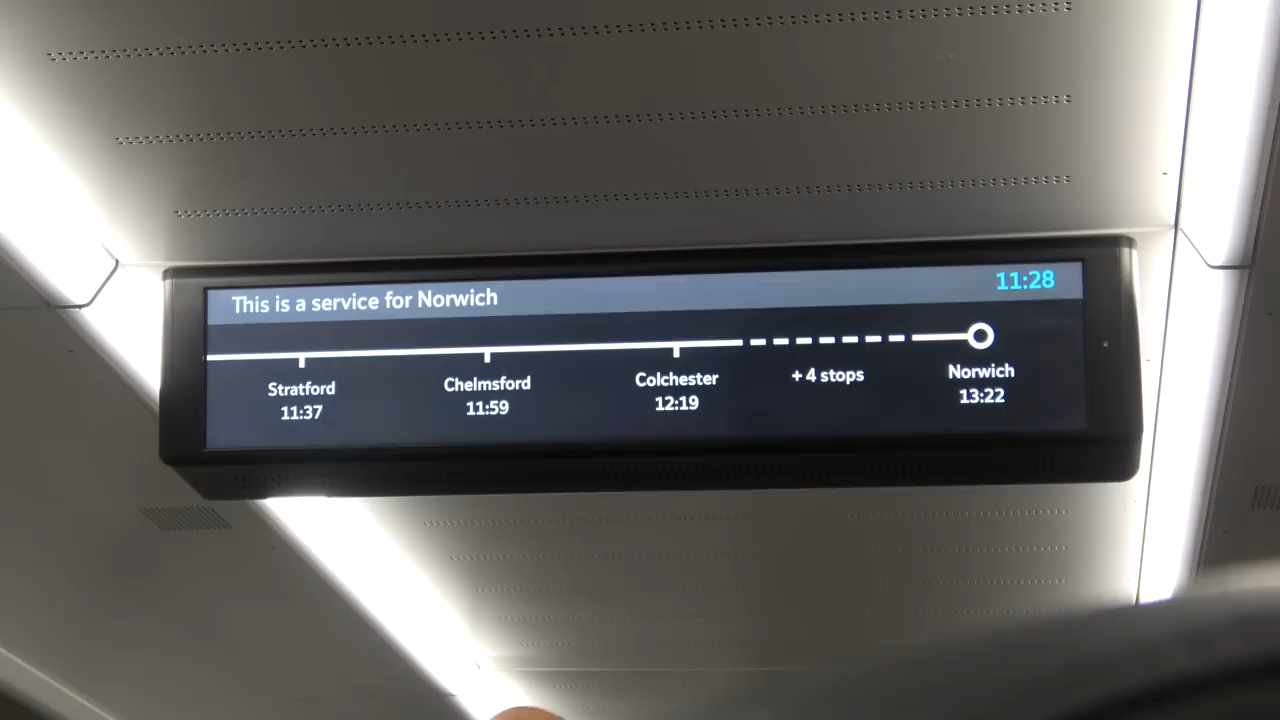 This is a service for Norwich
11:28
Stratford
11:37
Chelmsford
11:59
Colchester
12:19
+ 4 stops
Norwich
13:22